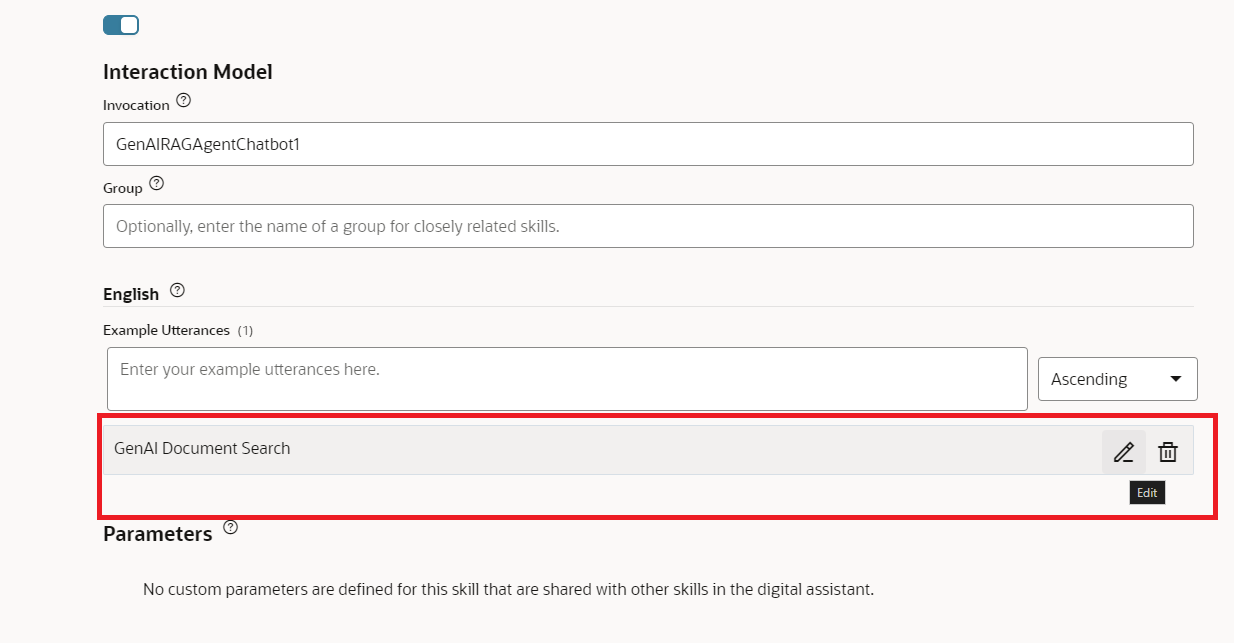 Interaction Model
Invocation
GenAIRAGAgentChatbot1
Group
Optionally, enter the name of a group for closely related skills.
English
Example Utterances (1)
Enter your example utterances here.
Ascending
GenAI Document Search
Edit
Parameters
No custom parameters are defined for this skill that are shared with other skills in the digital assistant.